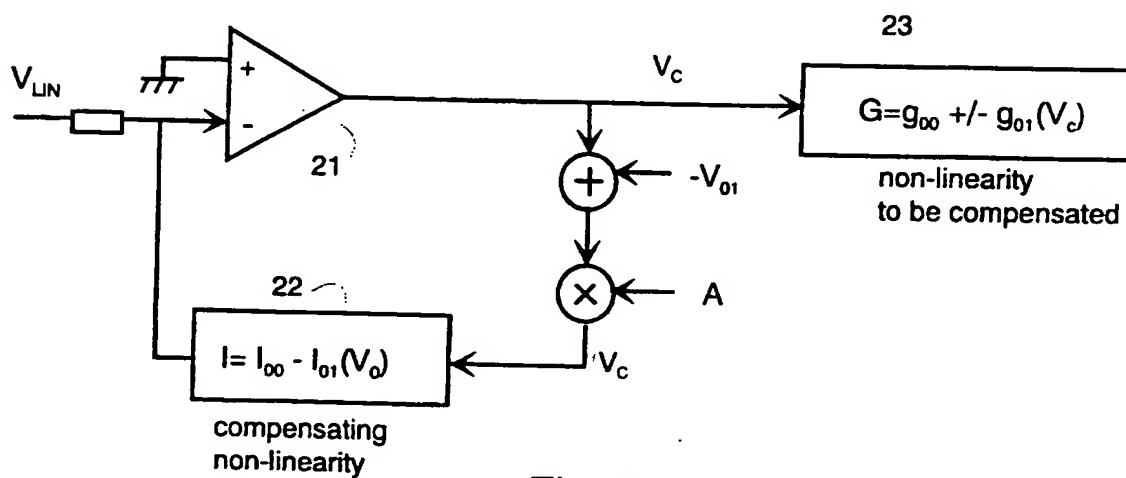 23
V_LIN
+
-
21
V_C
G=g_00 +/- g_01(V_c)
non-linearity
to be compensated
+
-V_01
×
A
22
I= I_00 - I_01(V_0)
V_C
compensating
non-linearity